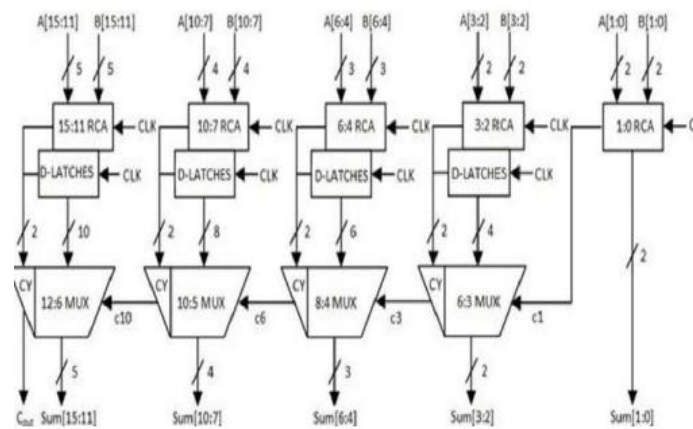 A[15:11] B[15:11] A[10:7] B[10:7] A[6:4] B[6:4] A[3:2] B[3:2] A[1:0] B[1:0]
5 5 4 4 3 3 2 2 2 2
15:11 RCA CLK 10:7 RCA CLK 6:4 RCA CLK 3:2 RCA CLK 1:0 RCA C
D-LATCHES CLK D-LATCHES CLK D-LATCHES CLK D-LATCHES CLK
2 10 2 8 2 6 2 4 2
CY 12:6 MUX c10 CY 10:5 MUX c6 CY 8:4 MUX c3 CY 6:3 MUX c1
5 4 3 2
Cout Sum[15:11] Sum[10:7] Sum[6:4] Sum[3:2] Sum[1:0]